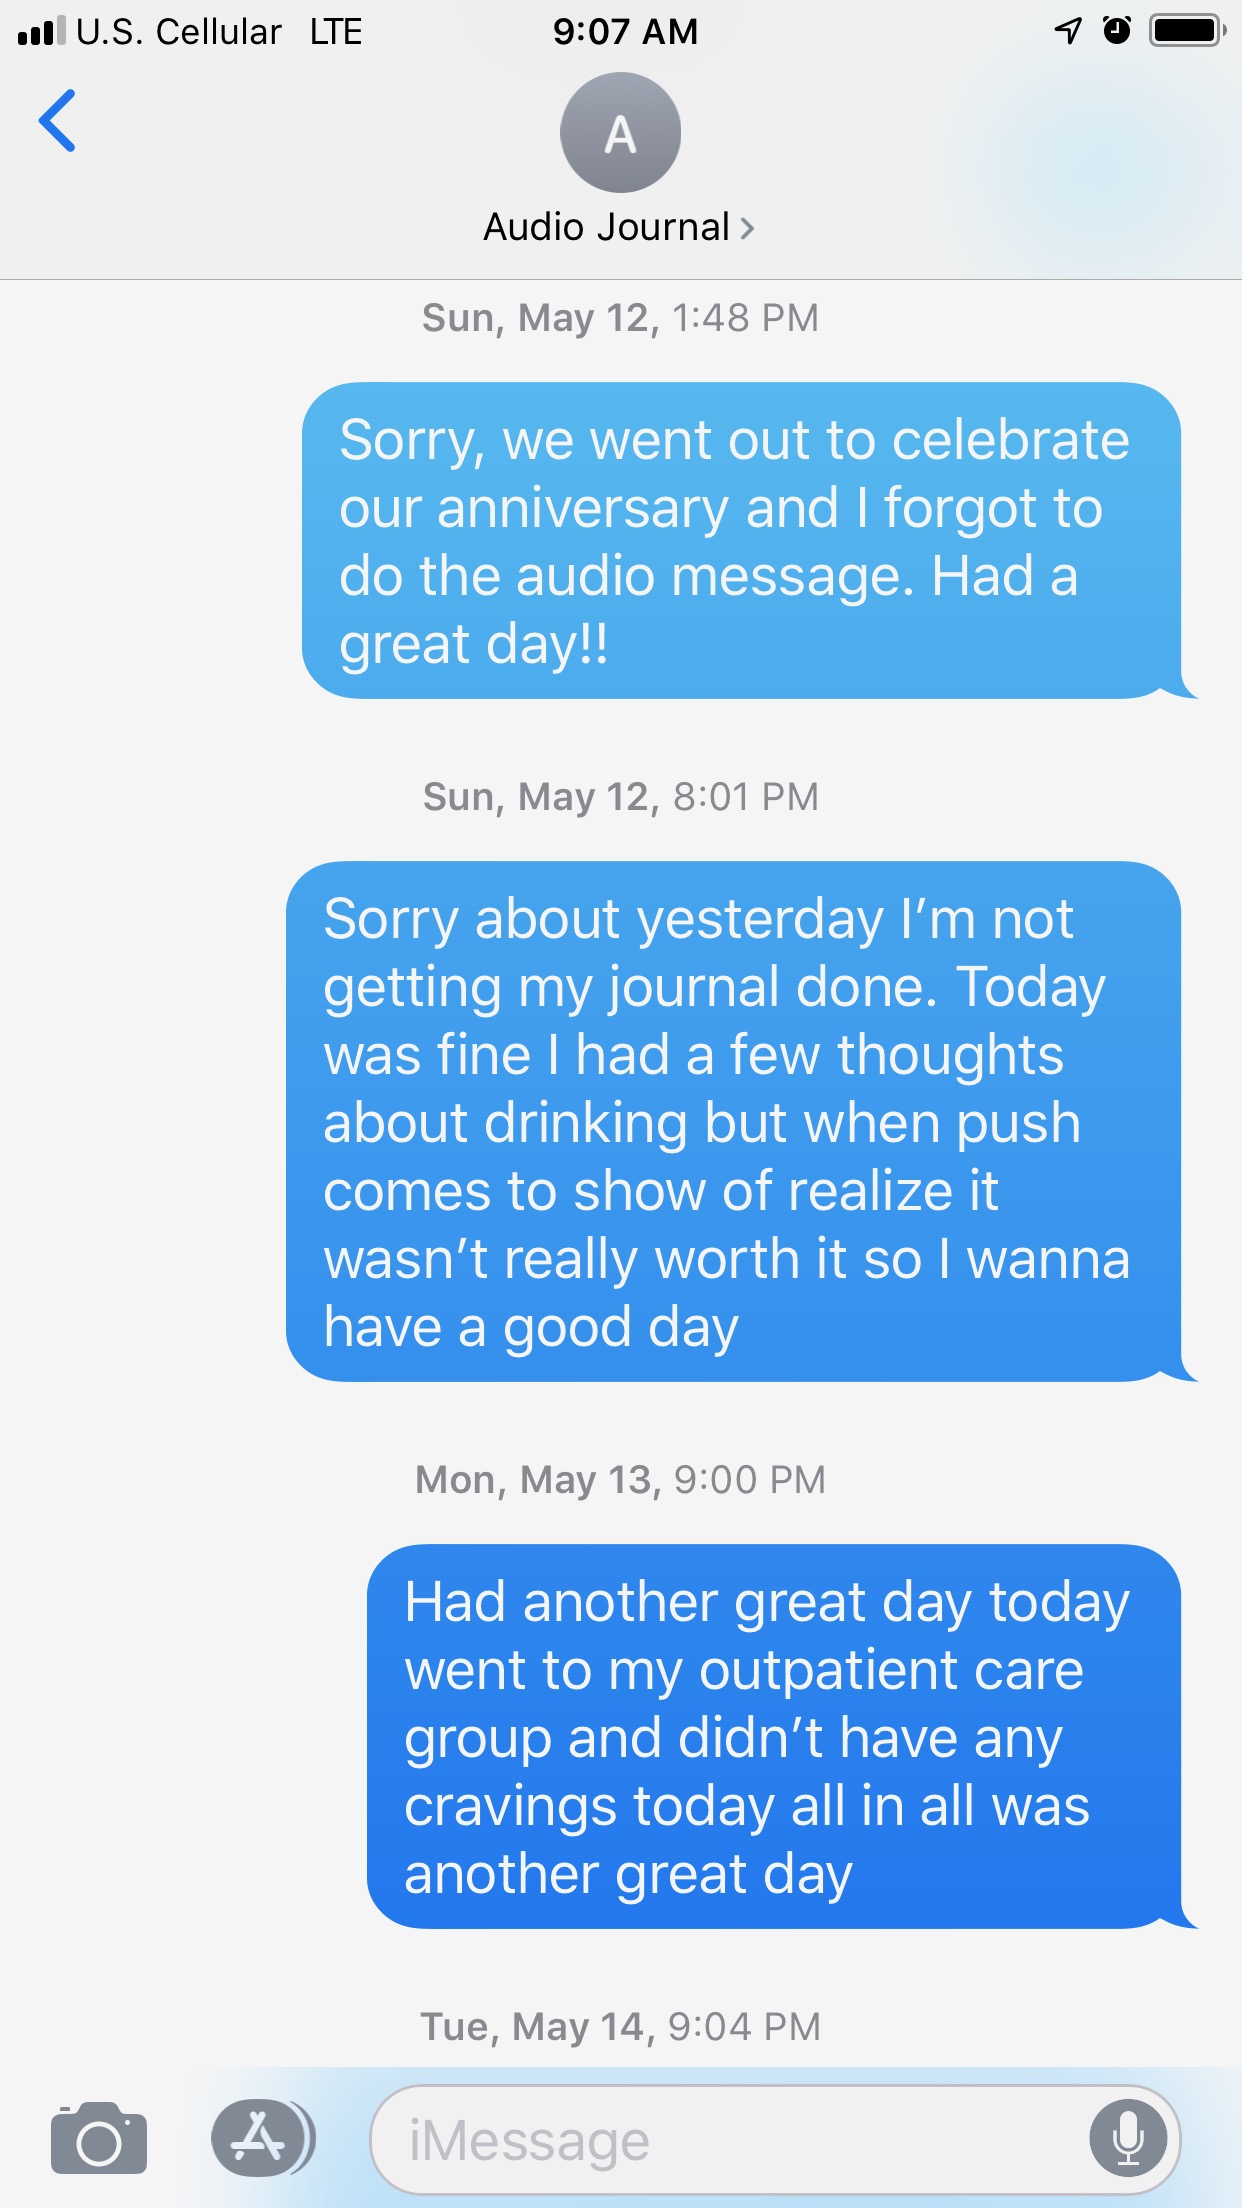 U.S. Cellular LTE 9:07 AM
A
Audio Journal
Sun, May 12, 1:48 PM
Sorry, we went out to celebrate
our anniversary and I forgot to
do the audio message. Had a
great day!!
Sun, May 12, 8:01 PM
Sorry about yesterday I’m not
getting my journal done. Today
was fine I had a few thoughts
about drinking but when push
comes to show of realize it
wasn’t really worth it so I wanna
have a good day
Mon, May 13, 9:00 PM
Had another great day today
went to my outpatient care
group and didn’t have any
cravings today all in all was
another great day
Tue, May 14, 9:04 PM
iMessage